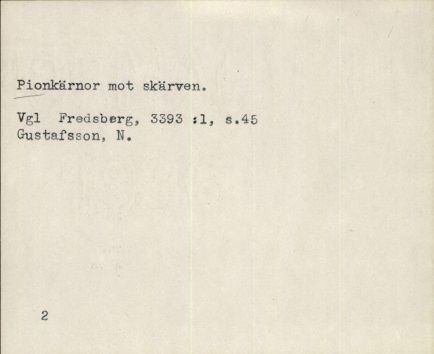 Pionkärnor mot skärven.
Vgl Fredsberg, 3393 :1, s.45
Gustafsson, N.
2